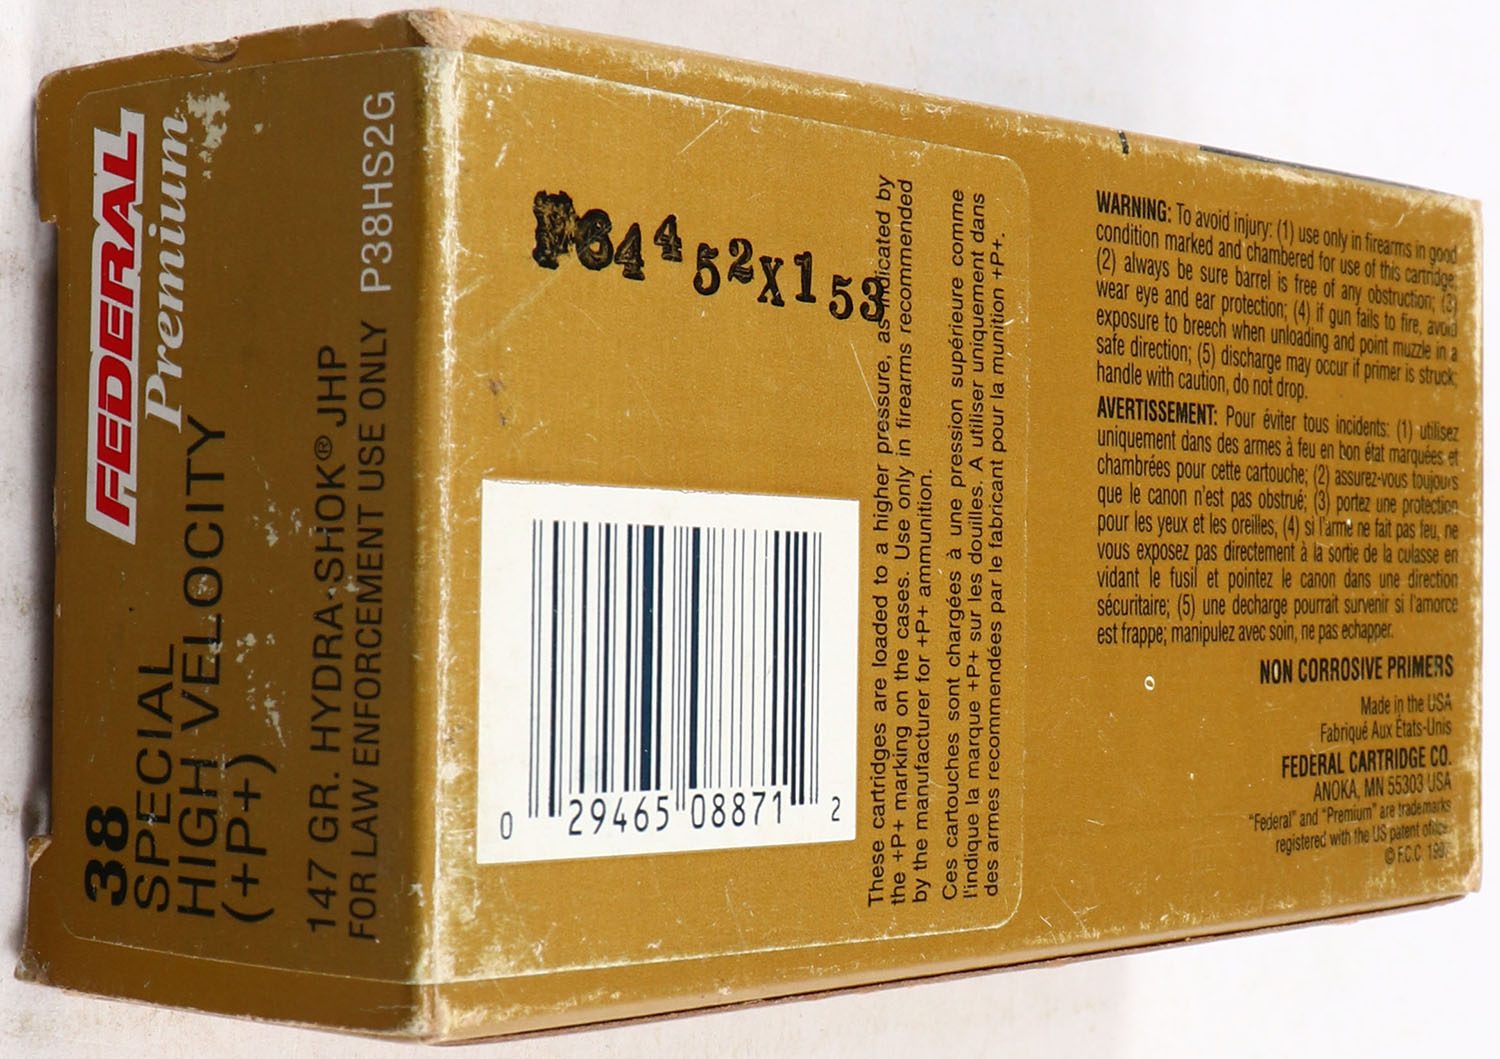 FEDERAL
Premium
38
SPECIAL
HIGH VELOCITY
(+P+)
147 GR. HYDRA-SHOK® JHP
FOR LAW ENFORCEMENT USE ONLY P38HS2G
64 4 52X1 53
0 29465 08871 2
These cartridges are loaded to a higher pressure, as indicated by
the +P+ marking on the cases. Use only in firearms recommended
by the manufacturer for +P+ ammunition.
Ces cartouches sont chargées à une pression supérieure comme
l'indique la marque +P+ sur les douilles. A utiliser uniquement dans
des armes recommendées par le fabricant pour la munition +P+.
WARNING: To avoid injury: (1) use only in firearms in good
condition marked and chambered for use of this cartridge;
(2) always be sure barrel is free of any obstruction; (3)
wear eye and ear protection; (4) if gun fails to fire, avoid
exposure to breech when unloading and point muzzle in a
safe direction; (5) discharge may occur if primer is struck;
handle with caution, do not drop.
AVERTISSEMENT: Pour éviter tous incidents: (1) utilisez
uniquement dans des armes à feu en bon état marquées et
chambrées pour cette cartouche; (2) assurez-vous toujours
que le canon n'est pas obstrué; (3) portez une protection
pour les yeux et les oreilles, (4) si l'arme ne fait pas feu, ne
vous exposez pas directement à la sortie de la culasse en
vidant le fusil et pointez le canon dans une direction
sécuritaire; (5) une decharge pourrait survenir si l'amorce
est frappe; manipulez avec soin, ne pas echapper.
NON CORROSIVE PRIMERS
Made in the USA
Fabriqué Aux États-Unis
FEDERAL CARTRIDGE CO.
ANOKA, MN 55303 USA
"Federal" and "Premium" are trademarks
registered with the US patent office.
© F.C.C.